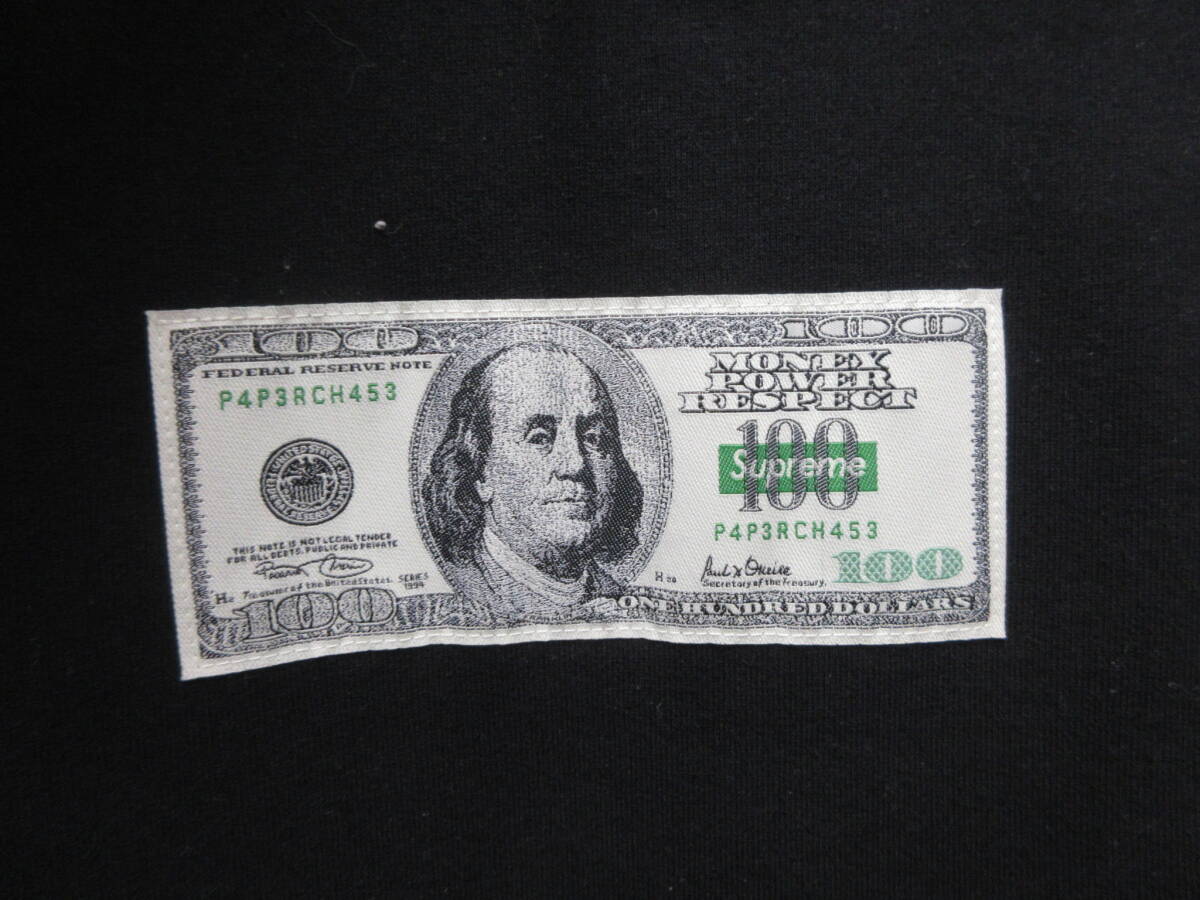 100
100
FEDERAL RESERVE NOTE
P4P3RCH453
MONEY
POWER
RESPECT
100
Supreme
100
P4P3RCH453
THIS NOTE IS NOT LEGAL TENDER
FOR ALL DEBTS, PUBLIC AND PRIVATE
of the United States.
SERIES
1994
Secretary of the Treasury,
100
100
ONE HUNDRED DOLLARS